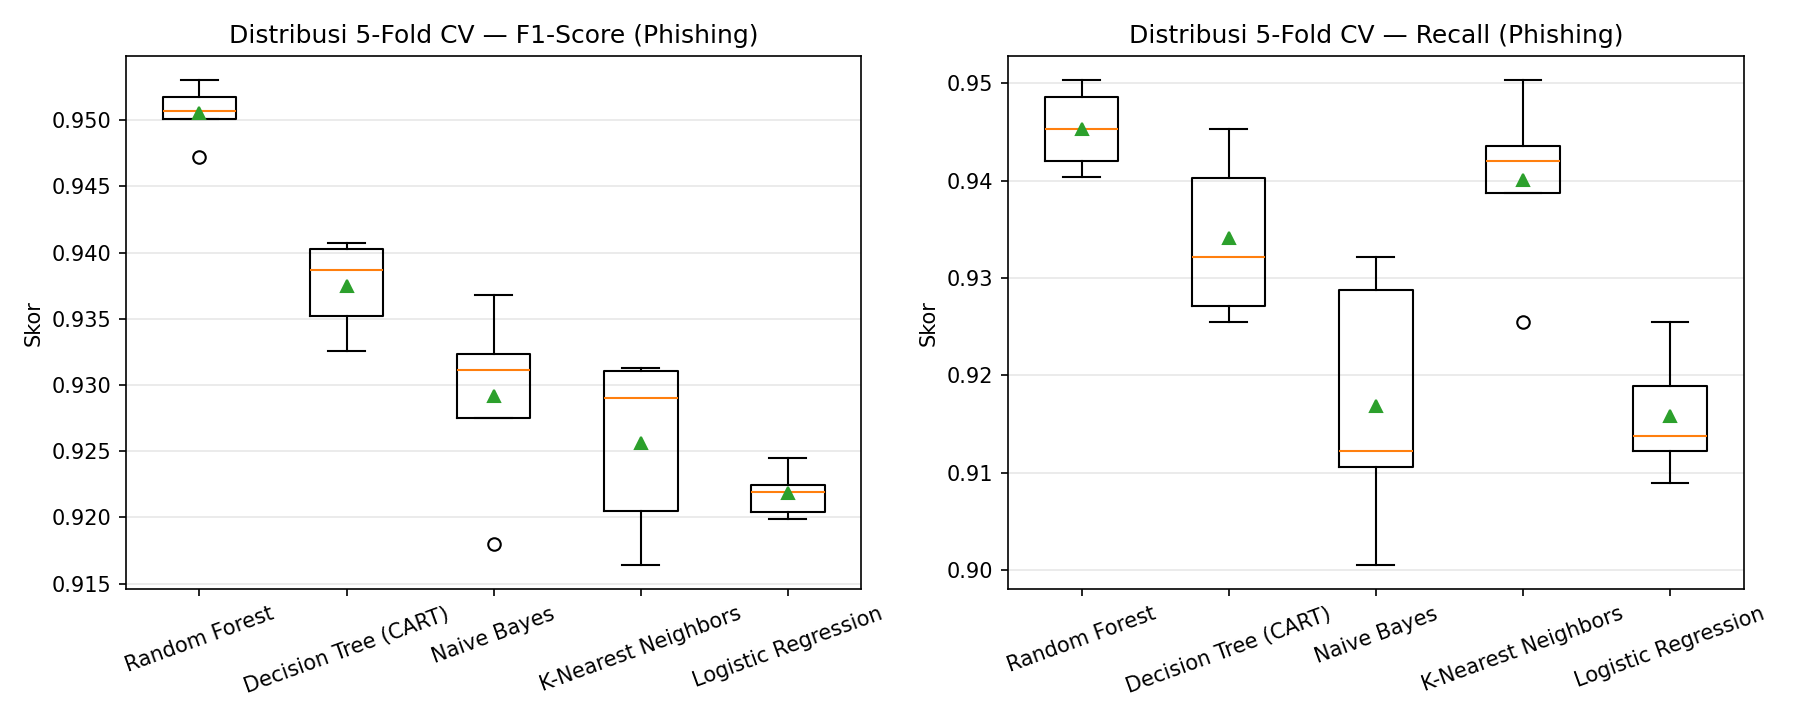 Distribusi 5-Fold CV — F1-Score (Phishing)
Skor
0.950
0.945
0.940
0.935
0.930
0.925
0.920
0.915
Random Forest
Decision Tree (CART)
Naive Bayes
K-Nearest Neighbors
Logistic Regression
Distribusi 5-Fold CV — Recall (Phishing)
Skor
0.95
0.94
0.93
0.92
0.91
0.90
Random Forest
Decision Tree (CART)
Naive Bayes
K-Nearest Neighbors
Logistic Regression